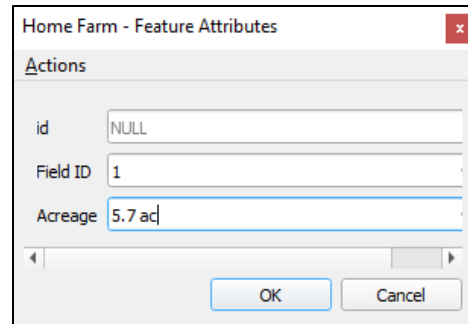 Home Farm - Feature Attributes
x
Actions
id NULL
Field ID 1
Acreage 5.7 ac
OK Cancel